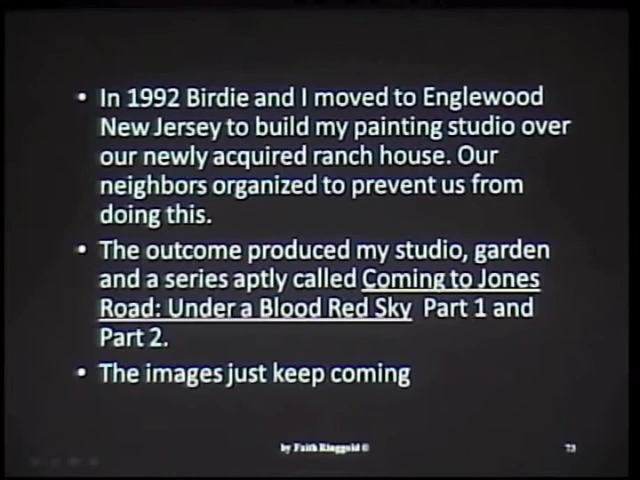 • In 1992 Birdie and I moved to Englewood
New Jersey to build my painting studio over
our newly acquired ranch house. Our
neighbors organized to prevent us from
doing this.
• The outcome produced my studio, garden
and a series aptly called Coming to Jones
Road: Under a Blood Red Sky Part 1 and
Part 2.
• The images just keep coming
by Faith Ringgold ©
73